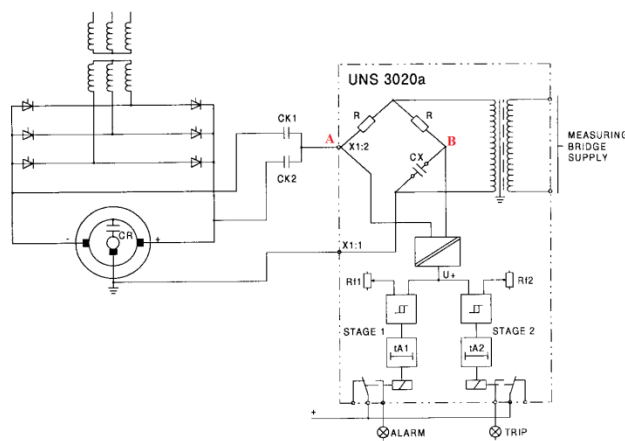 UNS 3020a
R
R
CK1
A
B
X1:2
CX
CK2
MEASURING
BRIDGE
SUPPLY
CR
-
+
X1:1
U+
Rf1
Rf2
STAGE 1
STAGE 2
tA1
tA2
+
ALARM
TRIP